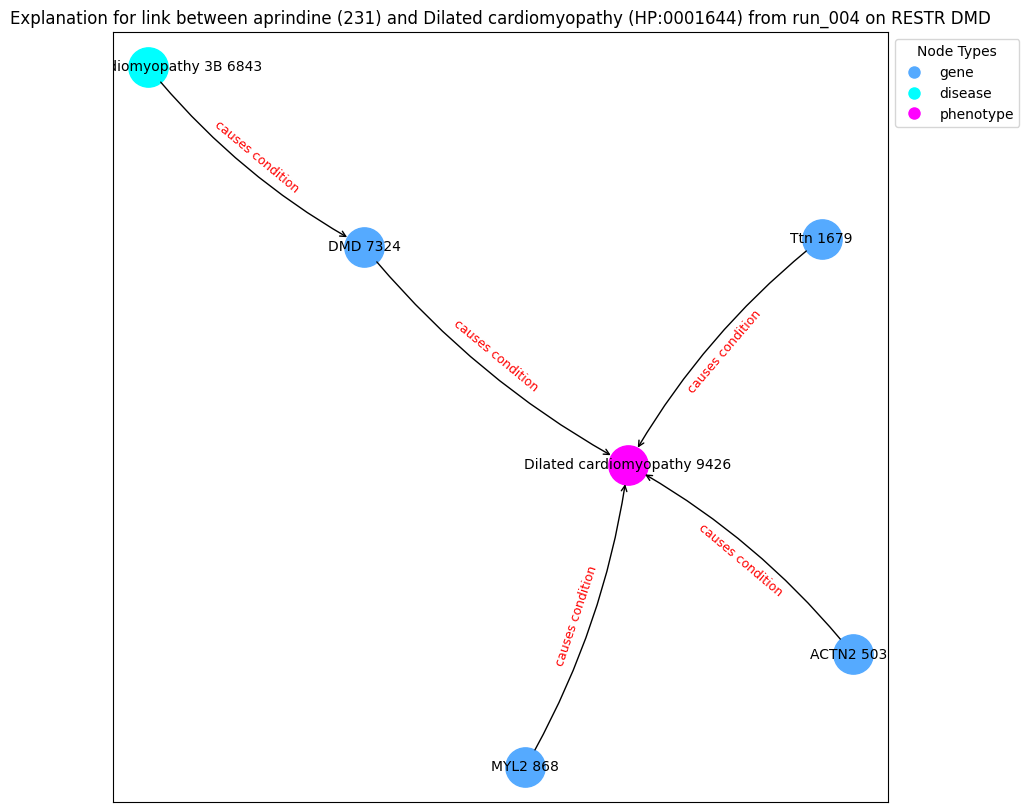 Explanation for link between aprindine (231) and Dilated cardiomyopathy (HP:0001644) from run_004 on RESTR DMD
Node Types
gene
disease
phenotype
diomyopathy 3B 6843
causes condition
DMD 7324
Ttn 1679
causes condition
causes condition
Dilated cardiomyopathy 9426
causes condition
causes condition
ACTN2 503
MYL2 868